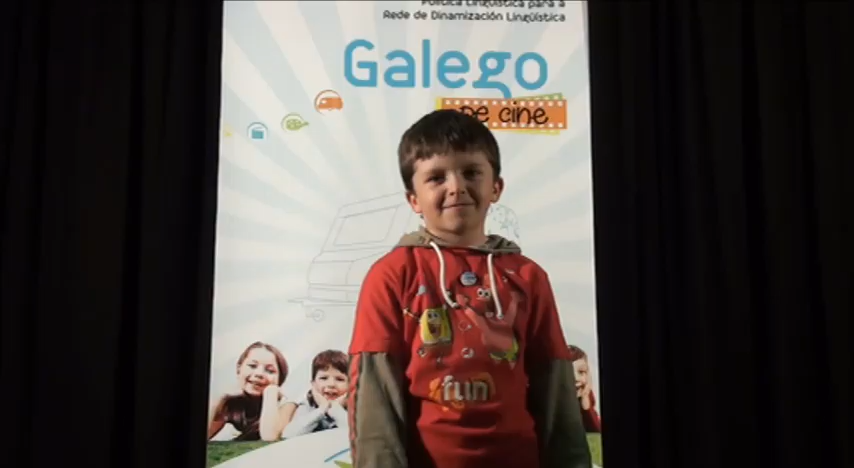 Política Lingüística para a
Rede de Dinamización Lingüística
Galego
de cine
fun